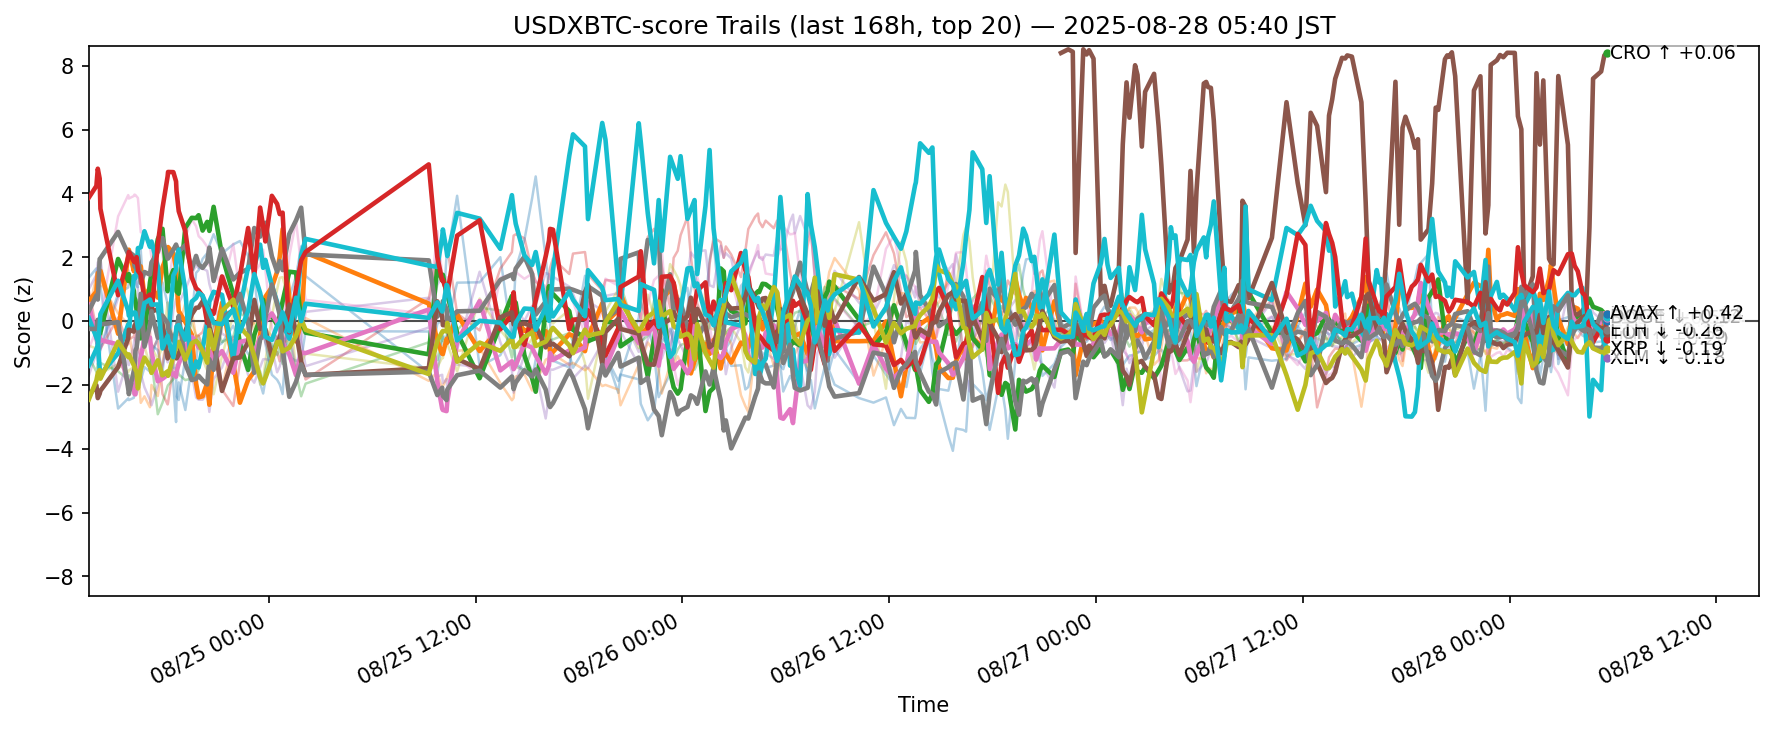 USDXBTC-score Trails (last 168h, top 20) — 2025-08-28 05:40 JST
Score (z)
8
6
4
2
0
−2
−4
−6
−8
CRO ↑ +0.06
AVAX ↑ +0.42
ETH ↓ -0.26
XRP ↓ -0.19
XLM ↓ -0.18
08/25 00:00
08/25 12:00
08/26 00:00
08/26 12:00
08/27 00:00
08/27 12:00
08/28 00:00
08/28 12:00
Time